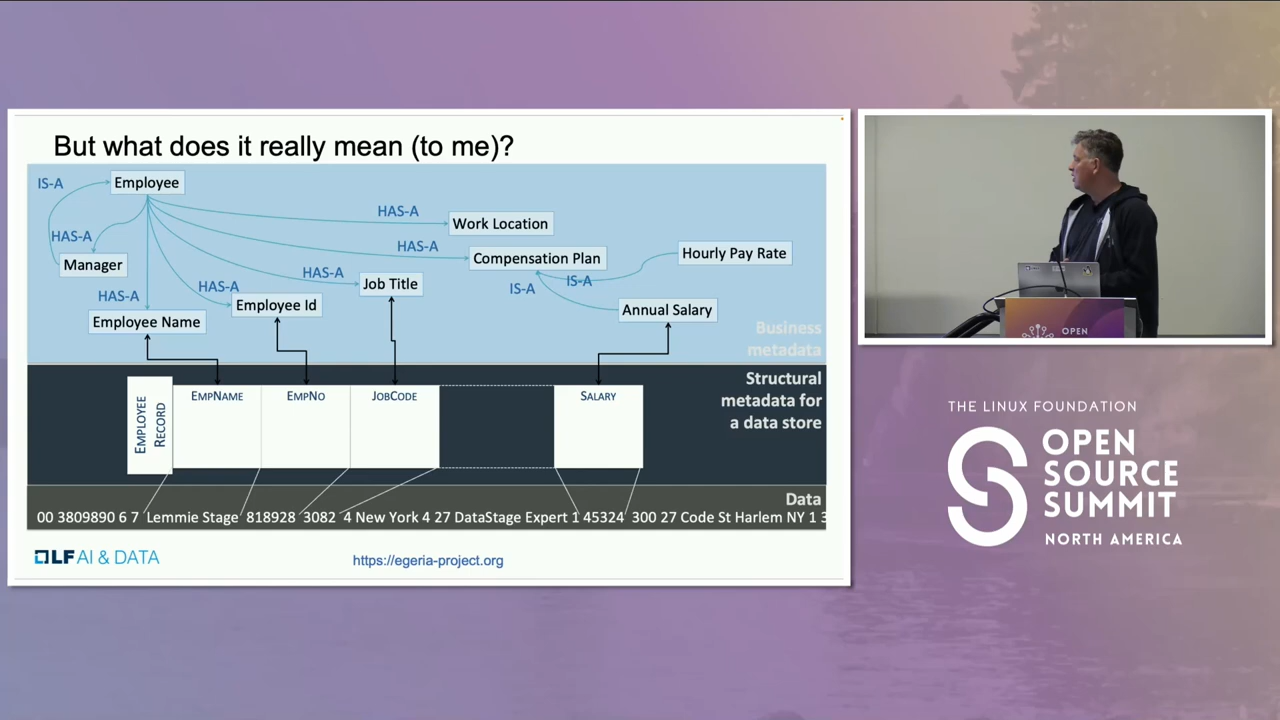 But what does it really mean (to me)?
IS-A
Employee
HAS-A
Work Location
HAS-A
HAS-A
Compensation Plan
Hourly Pay Rate
Manager
HAS-A
Job Title
IS-A
IS-A
HAS-A
HAS-A
Employee Id
Employee Name
Annual Salary
Business
metadata
Structural
metadata for
a data store
EMPLOYEE
RECORD
EMPNAME
EMPNO
JOBCODE
SALARY
Data
00 3809890 6 7 Lemmie Stage 818928 3082 4 New York 4 27 DataStage Expert 1 45324 300 27 Code St Harlem NY 1 3
LF AI & DATA
https://egeria-project.org
OPEN
THE LINUX FOUNDATION
OPEN
SOURCE
SUMMIT
NORTH AMERICA